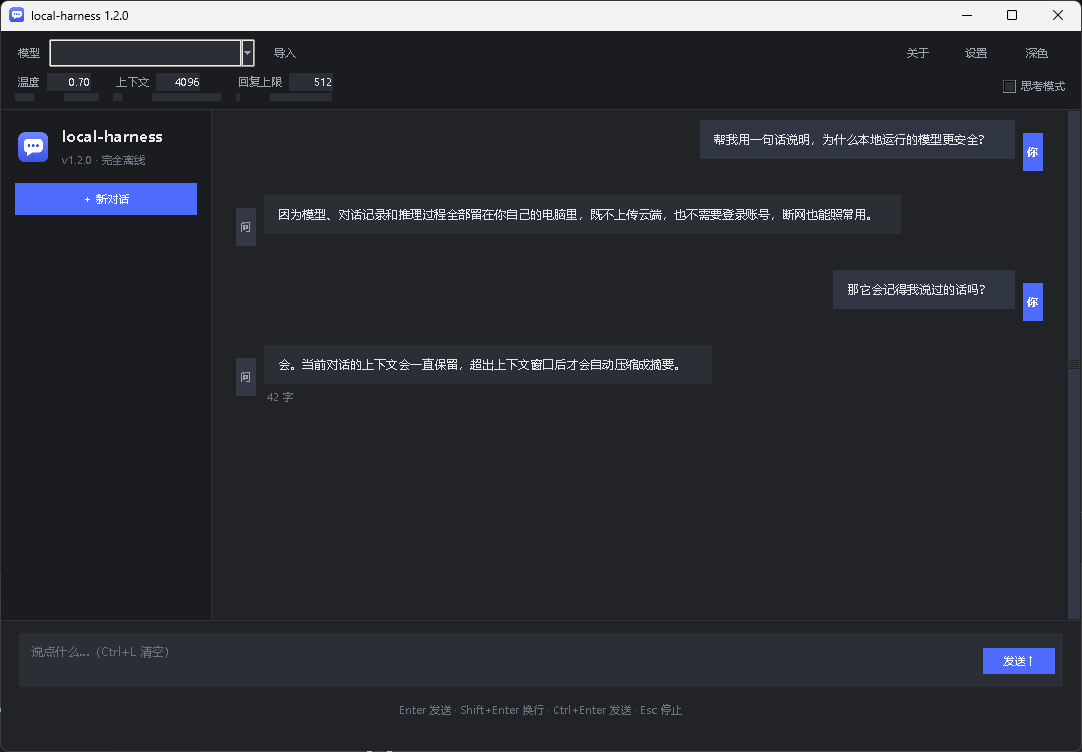 local-harness 1.2.0
模型
导入
关于
设置
深色
温度 0.70 上下文 4096 回复上限 512
思考模式
local-harness
v1.2.0 · 完全离线
+ 新对话
帮我用一句话说明，为什么本地运行的模型更安全？
你
问
因为模型、对话记录和推理过程全部留在你自己的电脑里，既不上传云端，也不需要登录账号，断网也能照常用。
那它会记得我说过的话吗？
你
问
会。当前对话的上下文会一直保留，超出上下文窗口后才会自动压缩成摘要。
42 字
说点什么...（Ctrl+L 清空）
发送↑
Enter 发送 · Shift+Enter 换行 · Ctrl+Enter 发送 · Esc 停止